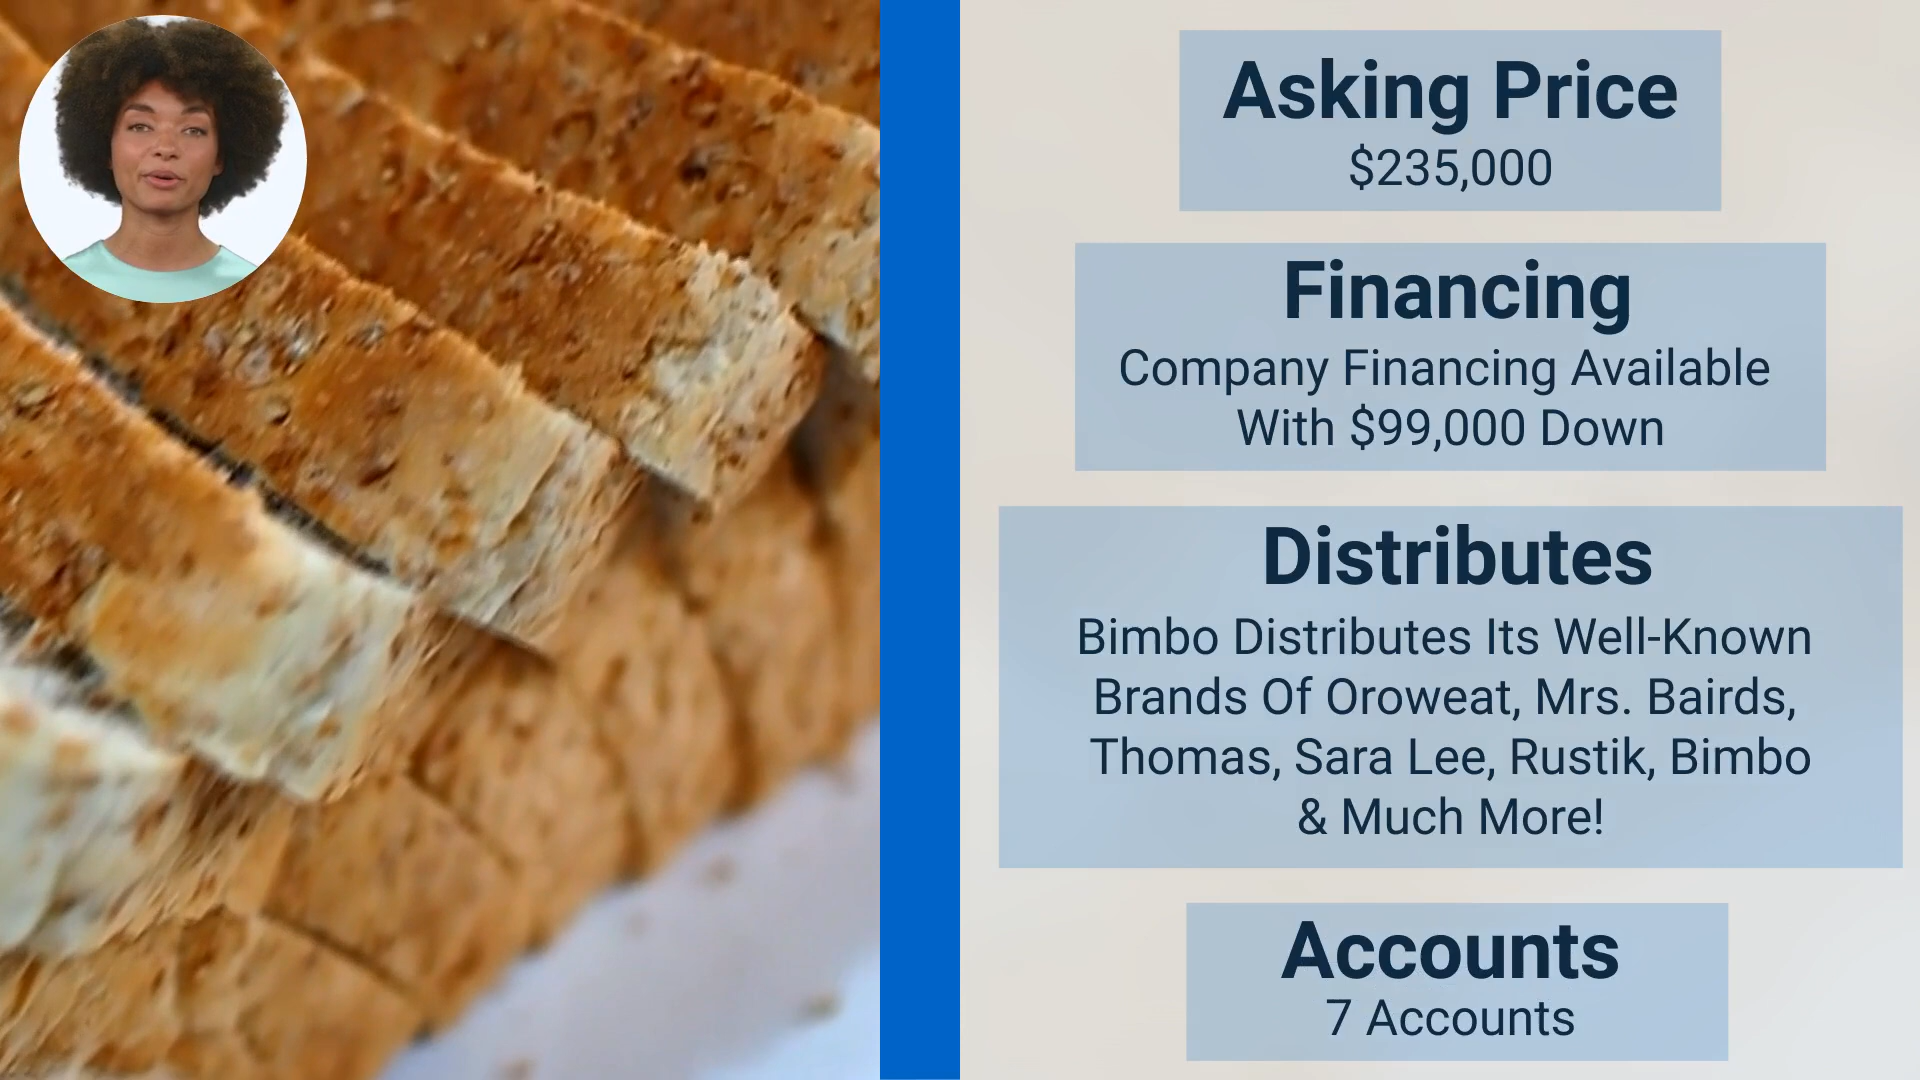 Asking Price
$235,000
Financing
Company Financing Available
With $99,000 Down
Distributes
Bimbo Distributes Its Well-Known
Brands Of Oroweat, Mrs. Bairds,
Thomas, Sara Lee, Rustik, Bimbo
& Much More!
Accounts
7 Accounts